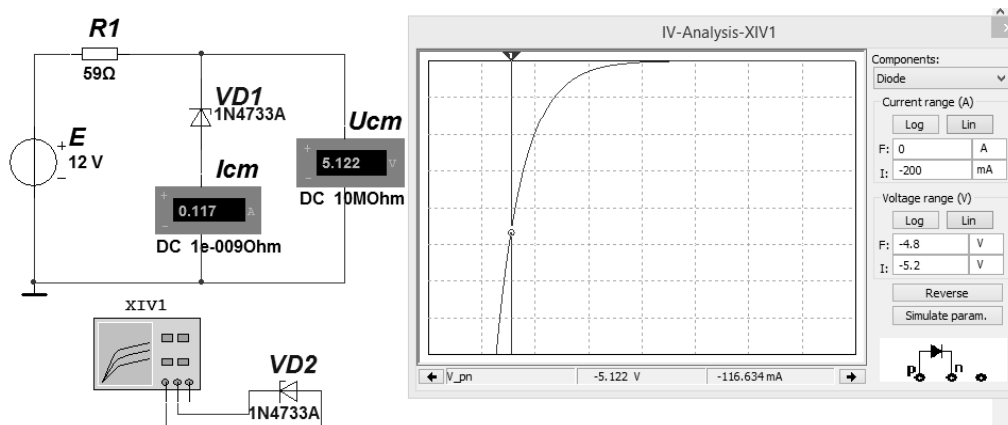 R1
59Ω
VD1
1N4733A
E
12 V
+
−
Icm
+
0.117 A
−
DC 1e-009Ohm
Ucm
+
5.122 V
−
DC 10MOhm
XIV1
VD2
1N4733A
IV-Analysis-XIV1
1
V_pn
-5.122 V
-116.634 mA
Components:
Diode
Current range (A)
Log Lin
F: 0 A
I: -200 mA
Voltage range (V)
Log Lin
F: -4.8 V
I: -5.2 V
Reverse
Simulate param.
p n